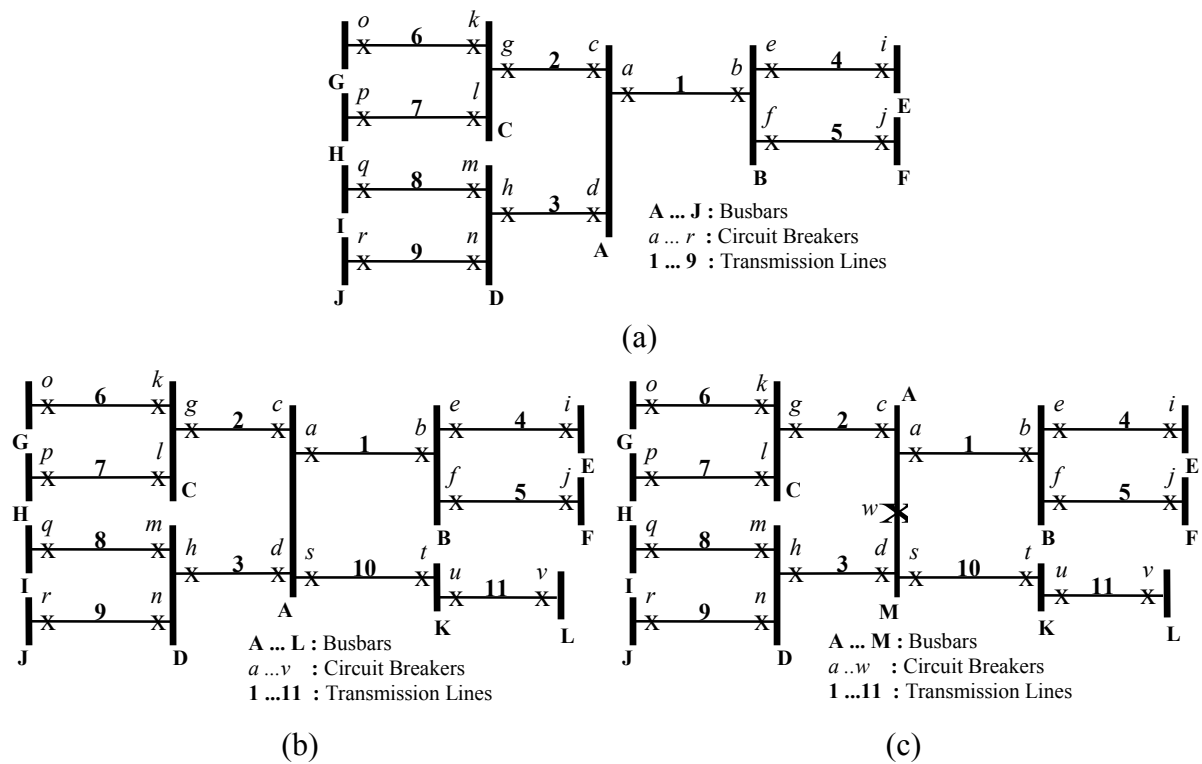 o 6 k
g 2 c
a 1 b
e 4 i
G
E
p 7 l
C
f 5 j
H
B
F
q 8 m
h 3 d
I
r 9 n
A
J
D
A ... J : Busbars
a ... r : Circuit Breakers
1 ... 9 : Transmission Lines
(a)
o 6 k
g 2 c
a 1 b
e 4 i
G
E
p 7 l
C
f 5 j
H
B
F
q 8 m
h 3 d
s 10 t
I
u 11 v
r 9 n
A
K
L
J
D
A ... L : Busbars
a ...v : Circuit Breakers
1 ...11 : Transmission Lines
(b)
A
o 6 k
g 2 c
a 1 b
e 4 i
G
E
p 7 l
C
w
f 5 j
H
B
F
q 8 m
h 3 d
s 10 t
I
u 11 v
r 9 n
M
K
L
J
D
A ... M : Busbars
a ..w : Circuit Breakers
1 ...11 : Transmission Lines
(c)